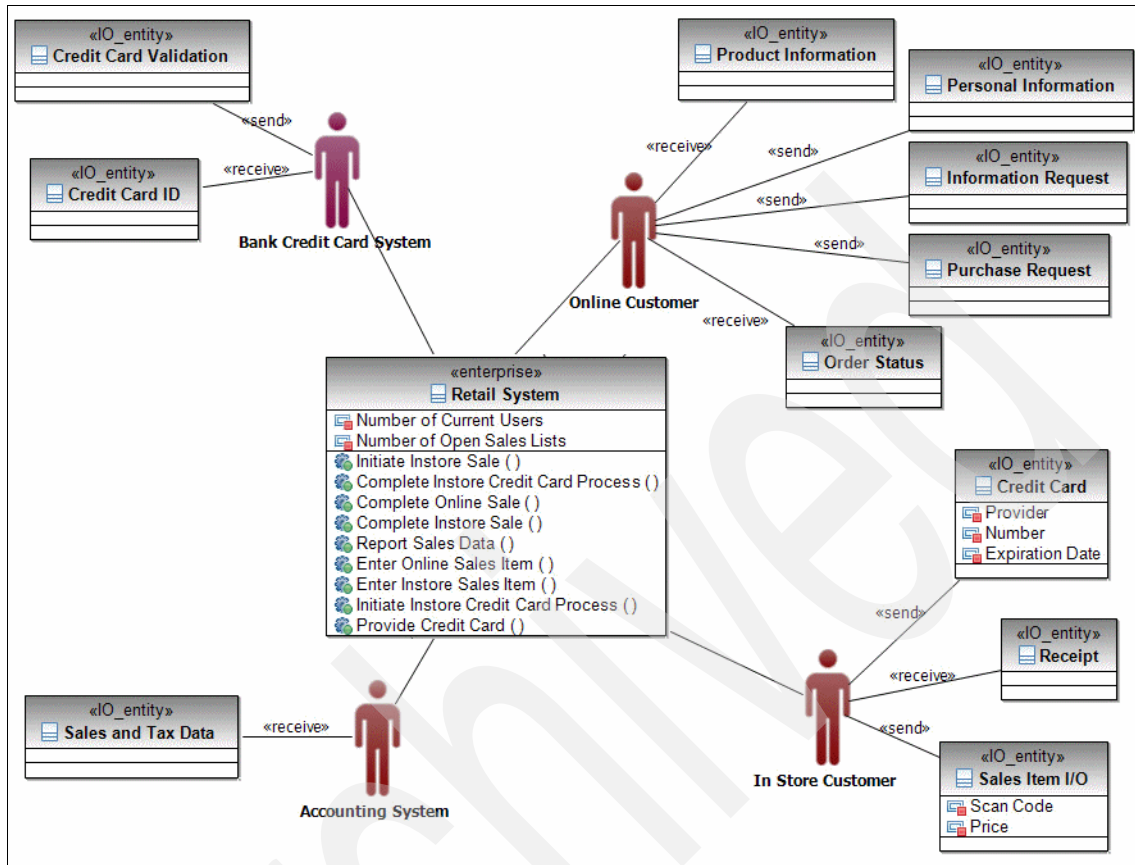 «IO_entity»
Credit Card Validation
«send»
«IO_entity»
Credit Card ID
«receive»
Bank Credit Card System
«IO_entity»
Product Information
«receive»
«IO_entity»
Personal Information
«send»
«IO_entity»
Information Request
«send»
«IO_entity»
Purchase Request
«send»
Online Customer
«receive»
«IO_entity»
Order Status
«enterprise»
Retail System
Number of Current Users
Number of Open Sales Lists
Initiate Instore Sale ( )
Complete Instore Credit Card Process ( )
Complete Online Sale ( )
Complete Instore Sale ( )
Report Sales Data ( )
Enter Online Sales Item ( )
Enter Instore Sales Item ( )
Initiate Instore Credit Card Process ( )
Provide Credit Card ( )
«IO_entity»
Credit Card
Provider
Number
Expiration Date
«send»
«IO_entity»
Receipt
«receive»
«send»
In Store Customer
«IO_entity»
Sales Item I/O
Scan Code
Price
«IO_entity»
Sales and Tax Data
«receive»
Accounting System